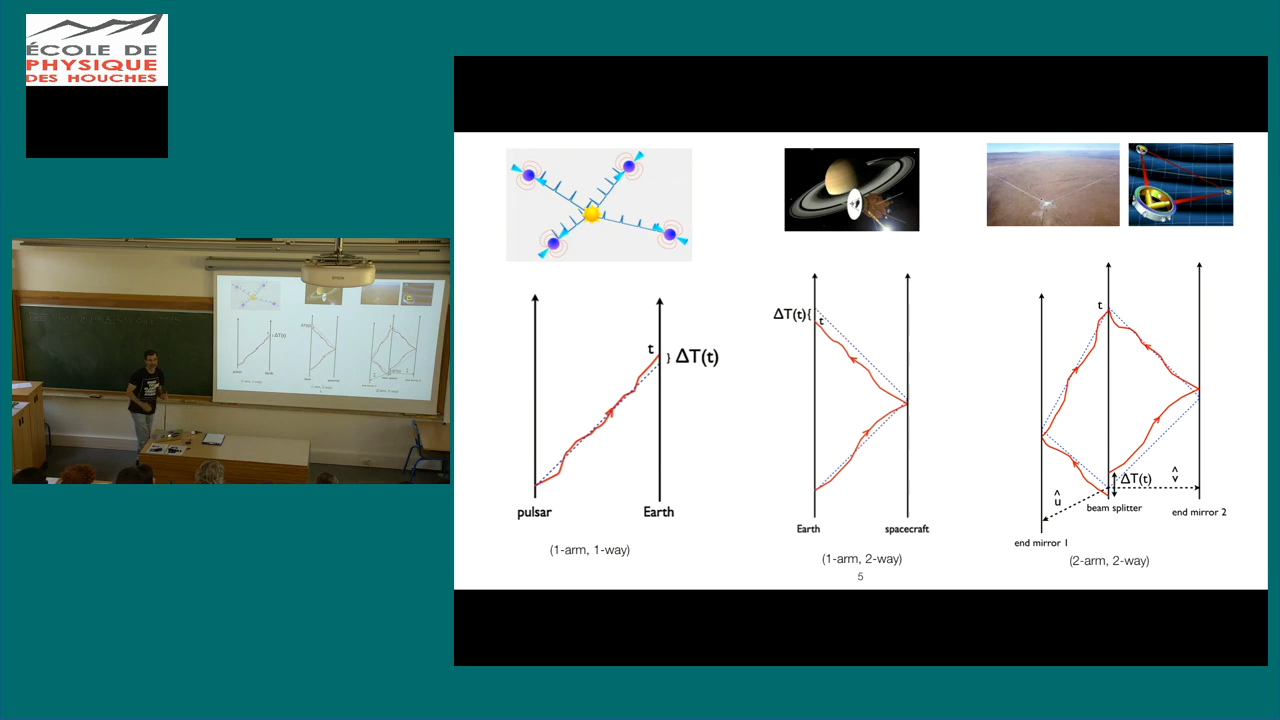 ÉCOLE DE
PHYSIQUE
DES HOUCHES
t
} ΔT(t)
pulsar
Earth
(1-arm, 1-way)
ΔT(t){
t
Earth
spacecraft
(1-arm, 2-way)
5
t
ΔT(t)
^
v
^
u
beam splitter
end mirror 2
end mirror 1
(2-arm, 2-way)